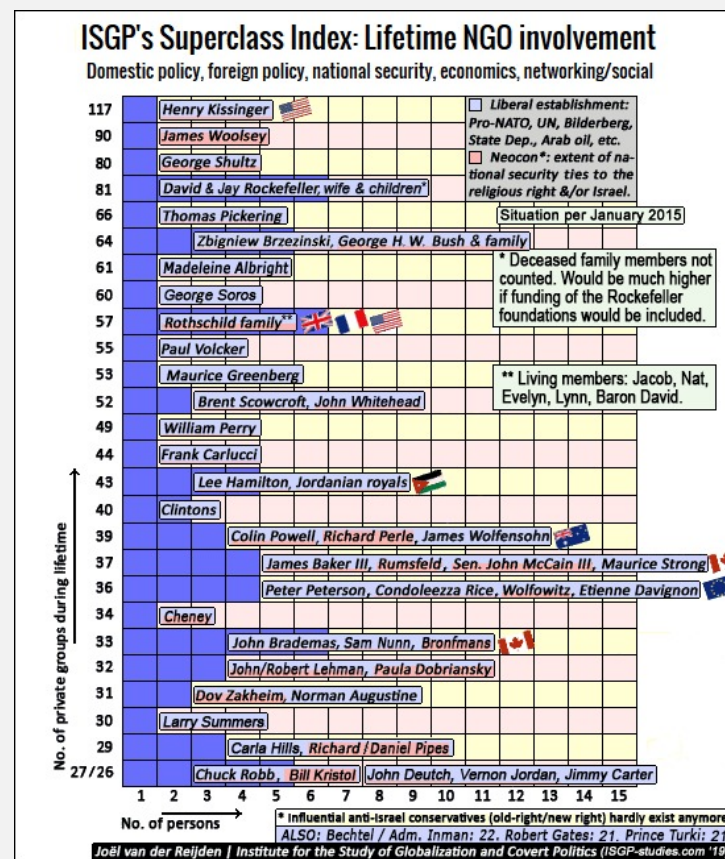 ISGP's Superclass Index: Lifetime NGO involvement
Domestic policy, foreign policy, national security, economics, networking/social
Liberal establishment:
Pro-NATO, UN, Bilderberg,
State Dep., Arab oil, etc.
Neocon*: extent of na-
tional security ties to the
religious right &/or Israel.
117 Henry Kissinger
90 James Woolsey
80 George Shultz
81 David & Jay Rockefeller, wife & children*
66 Thomas Pickering
Situation per January 2015
64 Zbigniew Brzezinski, George H. W. Bush & family
* Deceased family members not
counted. Would be much higher
if funding of the Rockefeller
foundations would be included.
61 Madeleine Albright
60 George Soros
57 Rothschild family**
55 Paul Volcker
53 Maurice Greenberg
** Living members: Jacob, Nat,
Evelyn, Lynn, Baron David.
52 Brent Scowcroft, John Whitehead
49 William Perry
44 Frank Carlucci
43 Lee Hamilton, Jordanian royals
40 Clintons
39 Colin Powell, Richard Perle, James Wolfensohn
37 James Baker III, Rumsfeld, Sen. John McCain III, Maurice Strong
36 Peter Peterson, Condoleezza Rice, Wolfowitz, Etienne Davignon
34 Cheney
33 John Brademas, Sam Nunn, Bronfmans
32 John/Robert Lehman, Paula Dobriansky
31 Dov Zakheim, Norman Augustine
30 Larry Summers
29 Carla Hills, Richard/Daniel Pipes
27/26 Chuck Robb, Bill Kristol John Deutch, Vernon Jordan, Jimmy Carter
No. of private groups during lifetime
1 2 3 4 5 6 7 8 9 10 11 12 13 14 15
No. of persons
* Influential anti-Israel conservatives (old-right/new right) hardly exist anymore
ALSO: Bechtel / Adm. Inman: 22. Robert Gates: 21. Prince Turki: 21
Joël van der Reijden | Institute for the Study of Globalization and Covert Politics (ISGP-studies.com